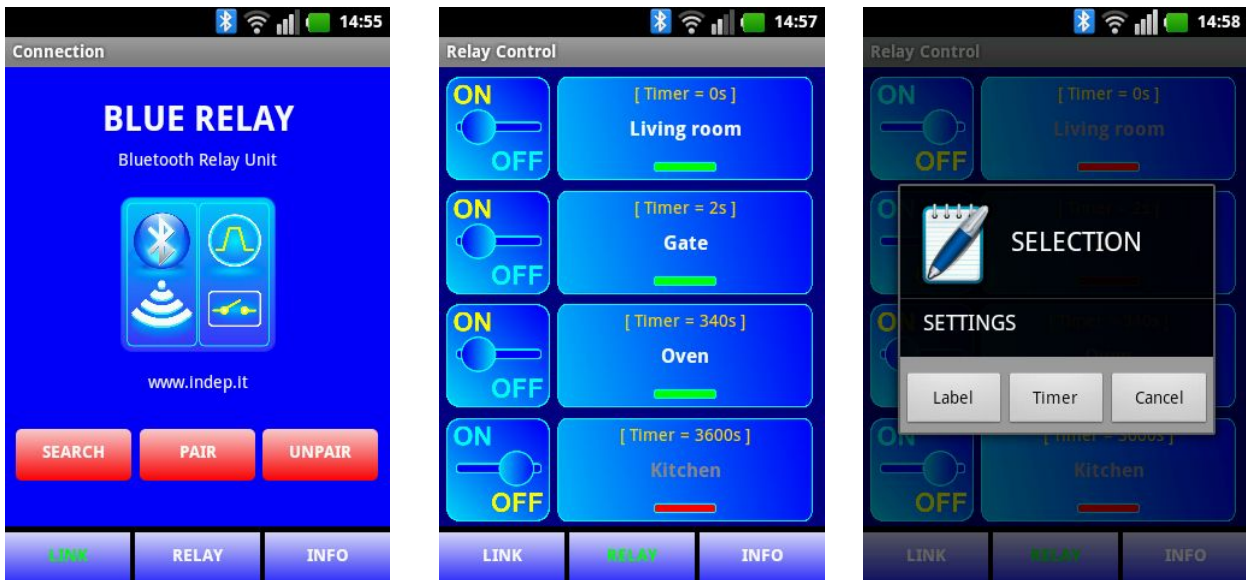 14:55
Connection
BLUE RELAY
Bluetooth Relay Unit
www.indep.it
SEARCH PAIR UNPAIR
LINK RELAY INFO
14:57
Relay Control
ON
OFF
[ Timer = 0s ]
Living room
ON
OFF
[ Timer = 2s ]
Gate
ON
OFF
[ Timer = 340s ]
Oven
ON
OFF
[ Timer = 3600s ]
Kitchen
LINK RELAY INFO
14:58
Relay Control
ON
OFF
[ Timer = 0s ]
Living room
SELECTION
SETTINGS
Label Timer Cancel
ON
OFF
[ Timer = 3600s ]
Kitchen
LINK RELAY INFO